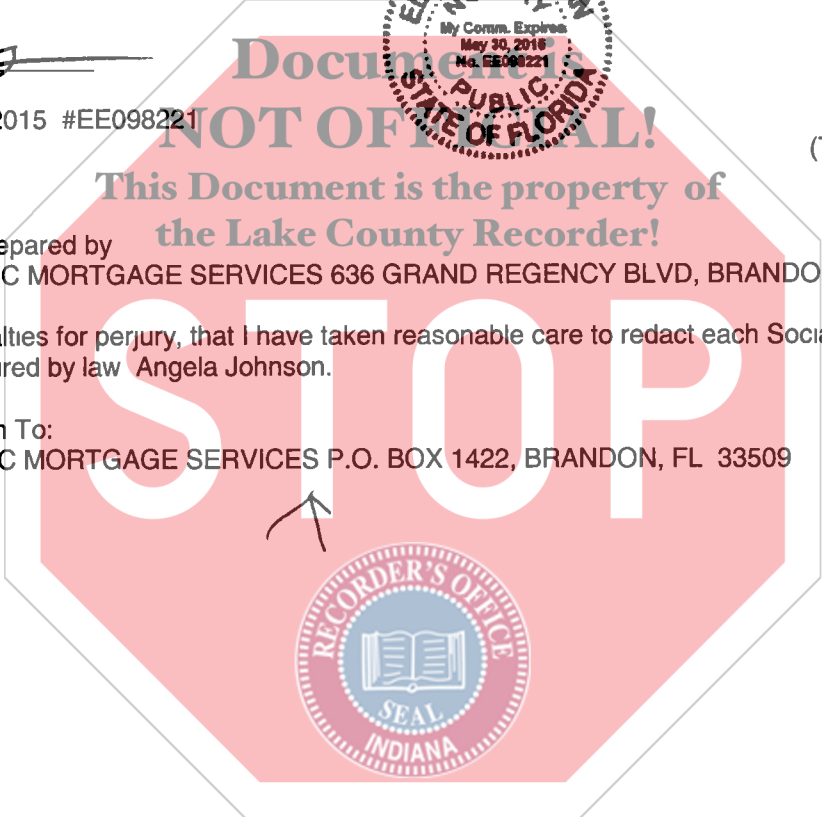 My Comm. Expires
May 30, 2015
No. EE098221
PUBLIC
STATE OF FLORIDA
Document is
2015 #EE098221
NOT OFFICIAL!
(T
This Document is the property of
the Lake County Recorder!
epared by
C MORTGAGE SERVICES 636 GRAND REGENCY BLVD, BRANDO
alties for perjury, that I have taken reasonable care to redact each Socia
red by law Angela Johnson.
STOP
n To:
C MORTGAGE SERVICES P.O. BOX 1422, BRANDON, FL 33509
RECORDER'S OFFICE
SEAL
INDIANA